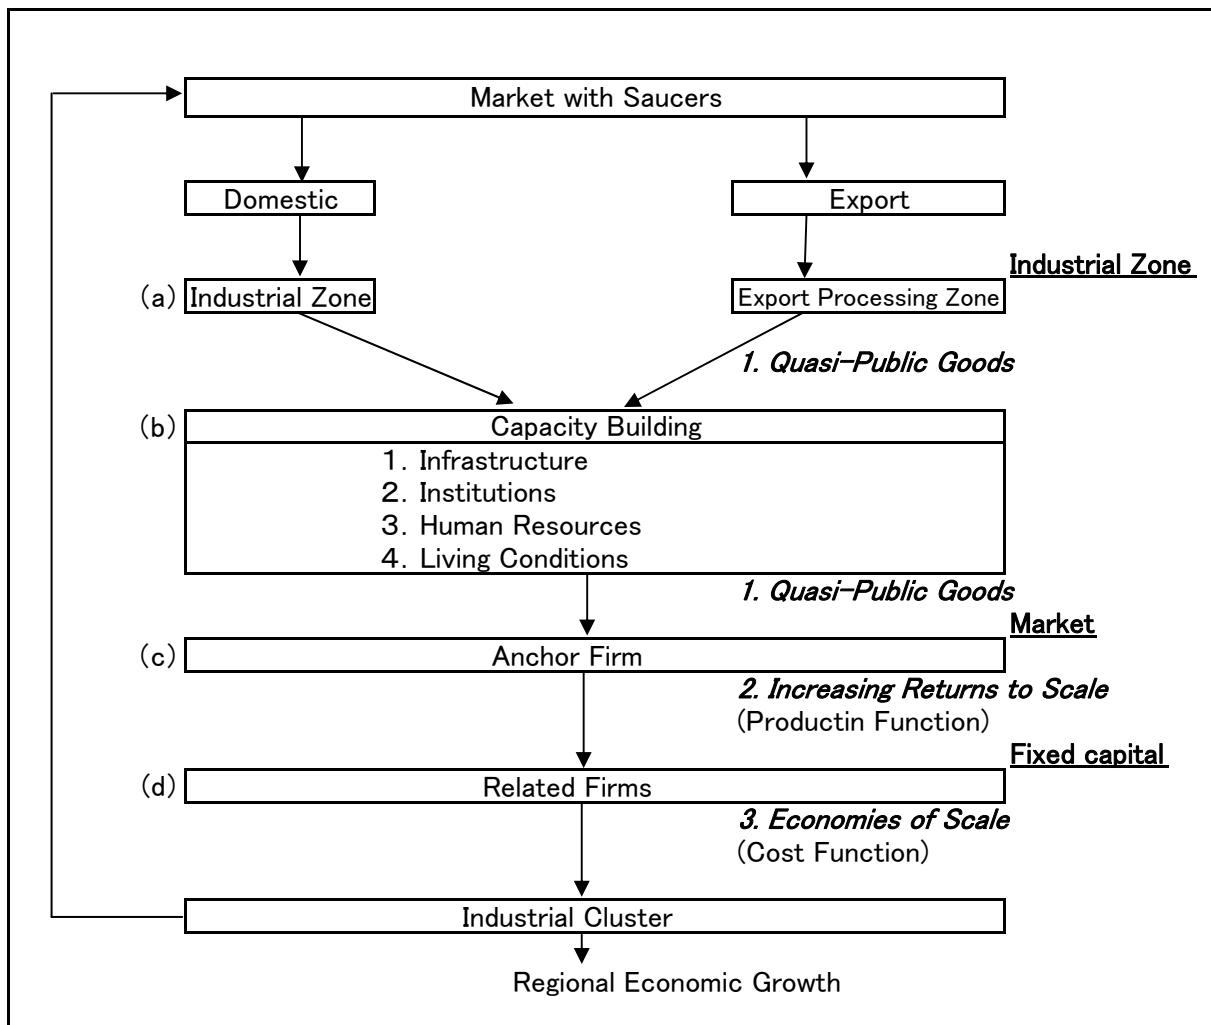 Market with Saucers
Domestic
Export
Industrial Zone
(a)
Industrial Zone
Export Processing Zone
1. Quasi-Public Goods
(b)
Capacity Building
1. Infrastructure
2. Institutions
3. Human Resources
4. Living Conditions
1. Quasi-Public Goods
Market
(c)
Anchor Firm
2. Increasing Returns to Scale
(Productin Function)
Fixed capital
(d)
Related Firms
3. Economies of Scale
(Cost Function)
Industrial Cluster
Regional Economic Growth